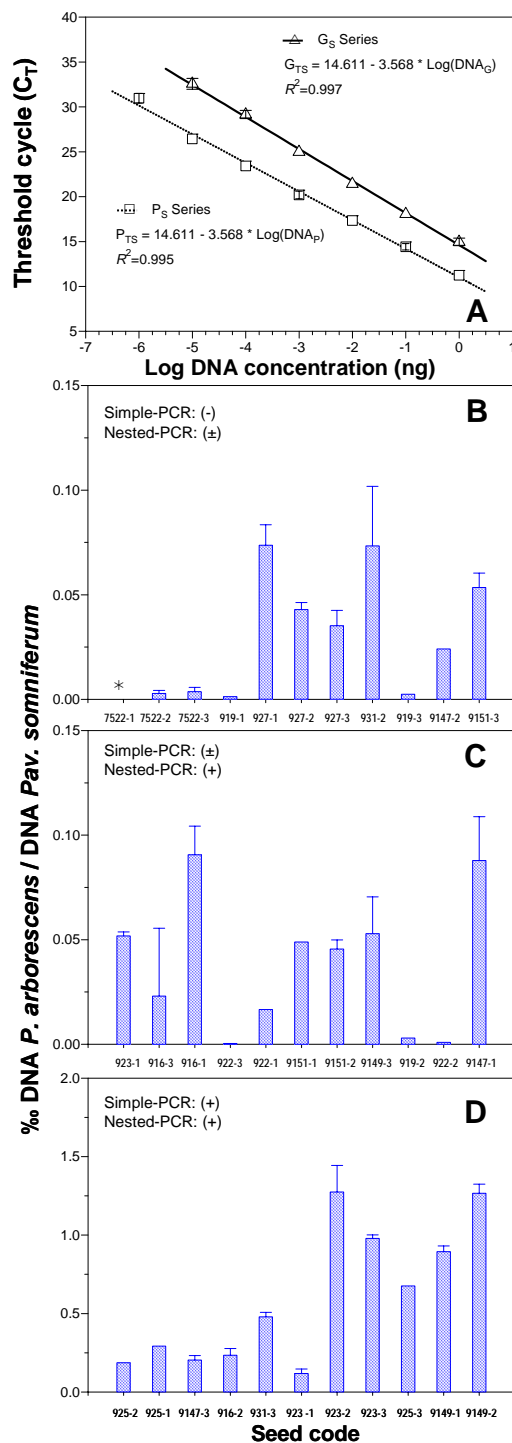 Threshold cycle (CT)
40
35
30
25
20
15
10
5
GS Series
GTS = 14.611 - 3.568 * Log(DNAG)
R2=0.997
PS Series
PTS = 14.611 - 3.568 * Log(DNAP)
R2=0.995
A
-7 -6 -5 -4 -3 -2 -1 0
Log DNA concentration (ng)
‰ DNA P. arborescens / DNA Pav. somniferum
0.15
0.10
0.05
0.00
Simple-PCR: (-)
Nested-PCR: (±)
B
*
7522-1 7522-2 7522-3 919-1 927-1 927-2 927-3 931-2 919-3 9147-2 9151-3
0.15
0.10
0.05
0.00
Simple-PCR: (±)
Nested-PCR: (+)
C
923-1 916-3 916-1 922-3 922-1 9151-1 9151-2 9149-3 919-2 922-2 9147-1
2.0
1.5
1.0
0.5
0.0
Simple-PCR: (+)
Nested-PCR: (+)
D
925-2 925-1 9147-3 916-2 931-3 923 -1 923-2 923-3 925-3 9149-1 9149-2
Seed code